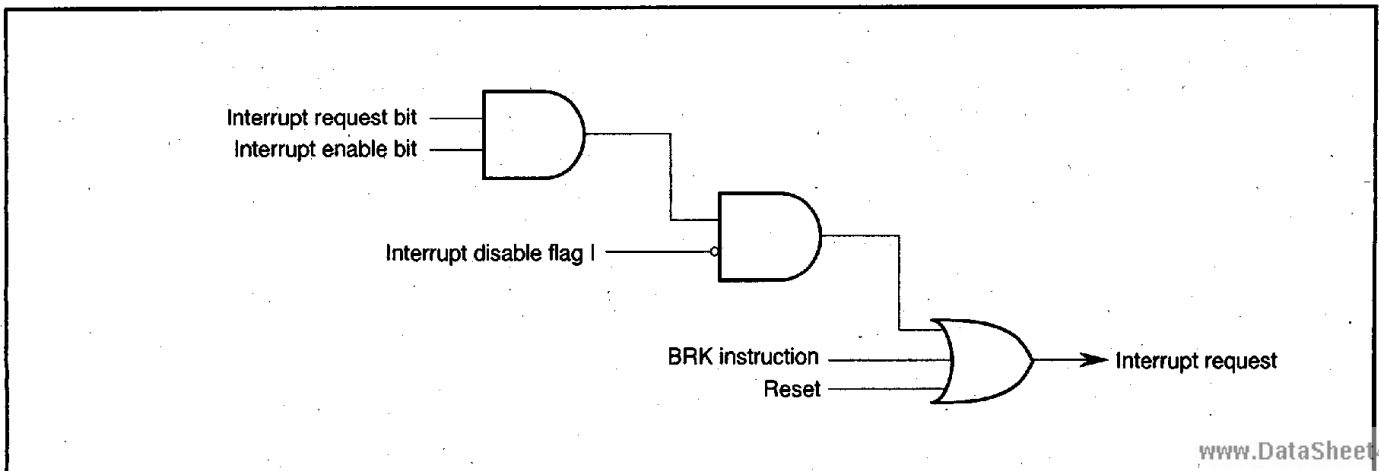 Interrupt request bit
Interrupt enable bit
Interrupt disable flag I
BRK instruction
Reset
Interrupt request
www.DataSheet